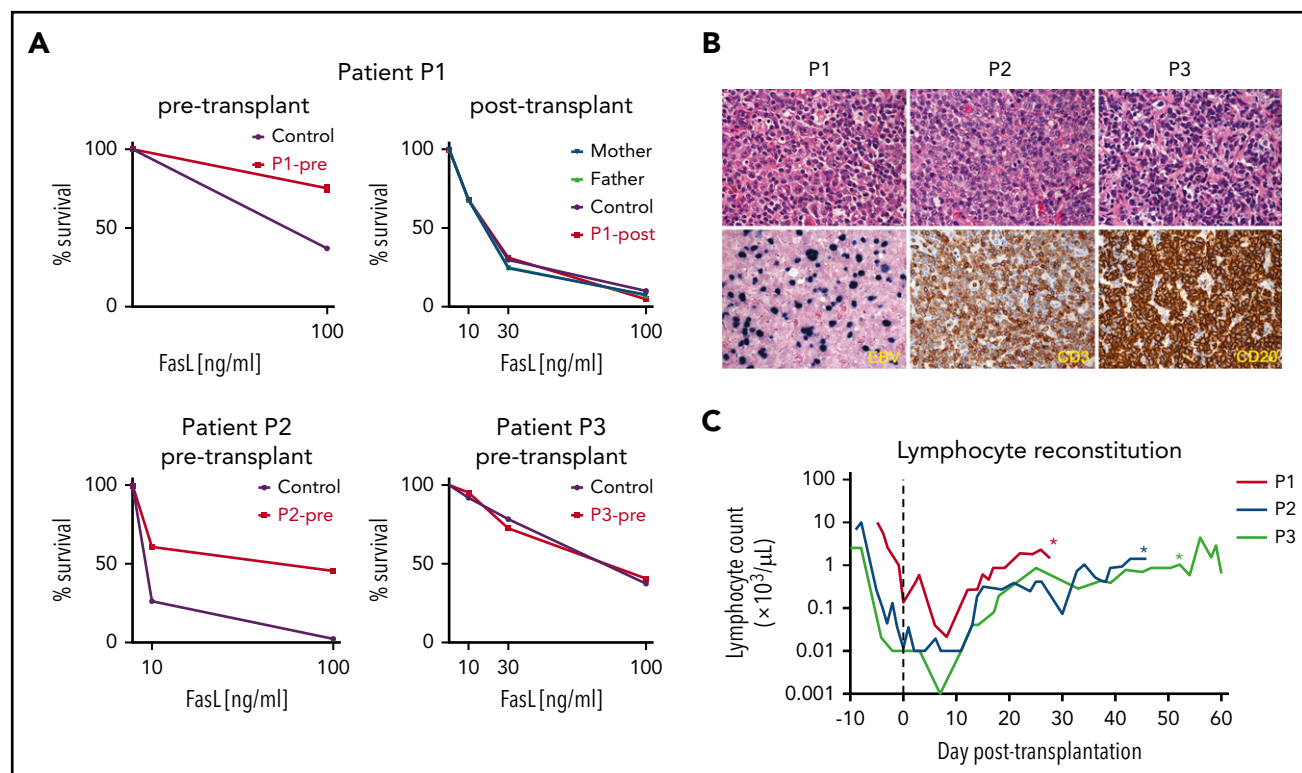 A
Patient P1
pre-transplant
Control
P1-pre
100
50
0
% survival
100
FasL [ng/ml]
post-transplant
Mother
Father
Control
P1-post
100
50
0
% survival
10 30 100
FasL [ng/ml]
Patient P2
pre-transplant
Control
P2-pre
100
50
0
% survival
10 100
FasL [ng/ml]
Patient P3
pre-transplant
Control
P3-pre
100
50
0
% survival
10 30 100
FasL [ng/ml]
B
P1 P2 P3
EBV CD3 CD20
C
Lymphocyte reconstitution
P1
P2
P3
100
10
1
0.1
0.01
0.001
Lymphocyte count
(×10³/μL)
* * *
-10 0 10 20 30 40 50 60
Day post-transplantation